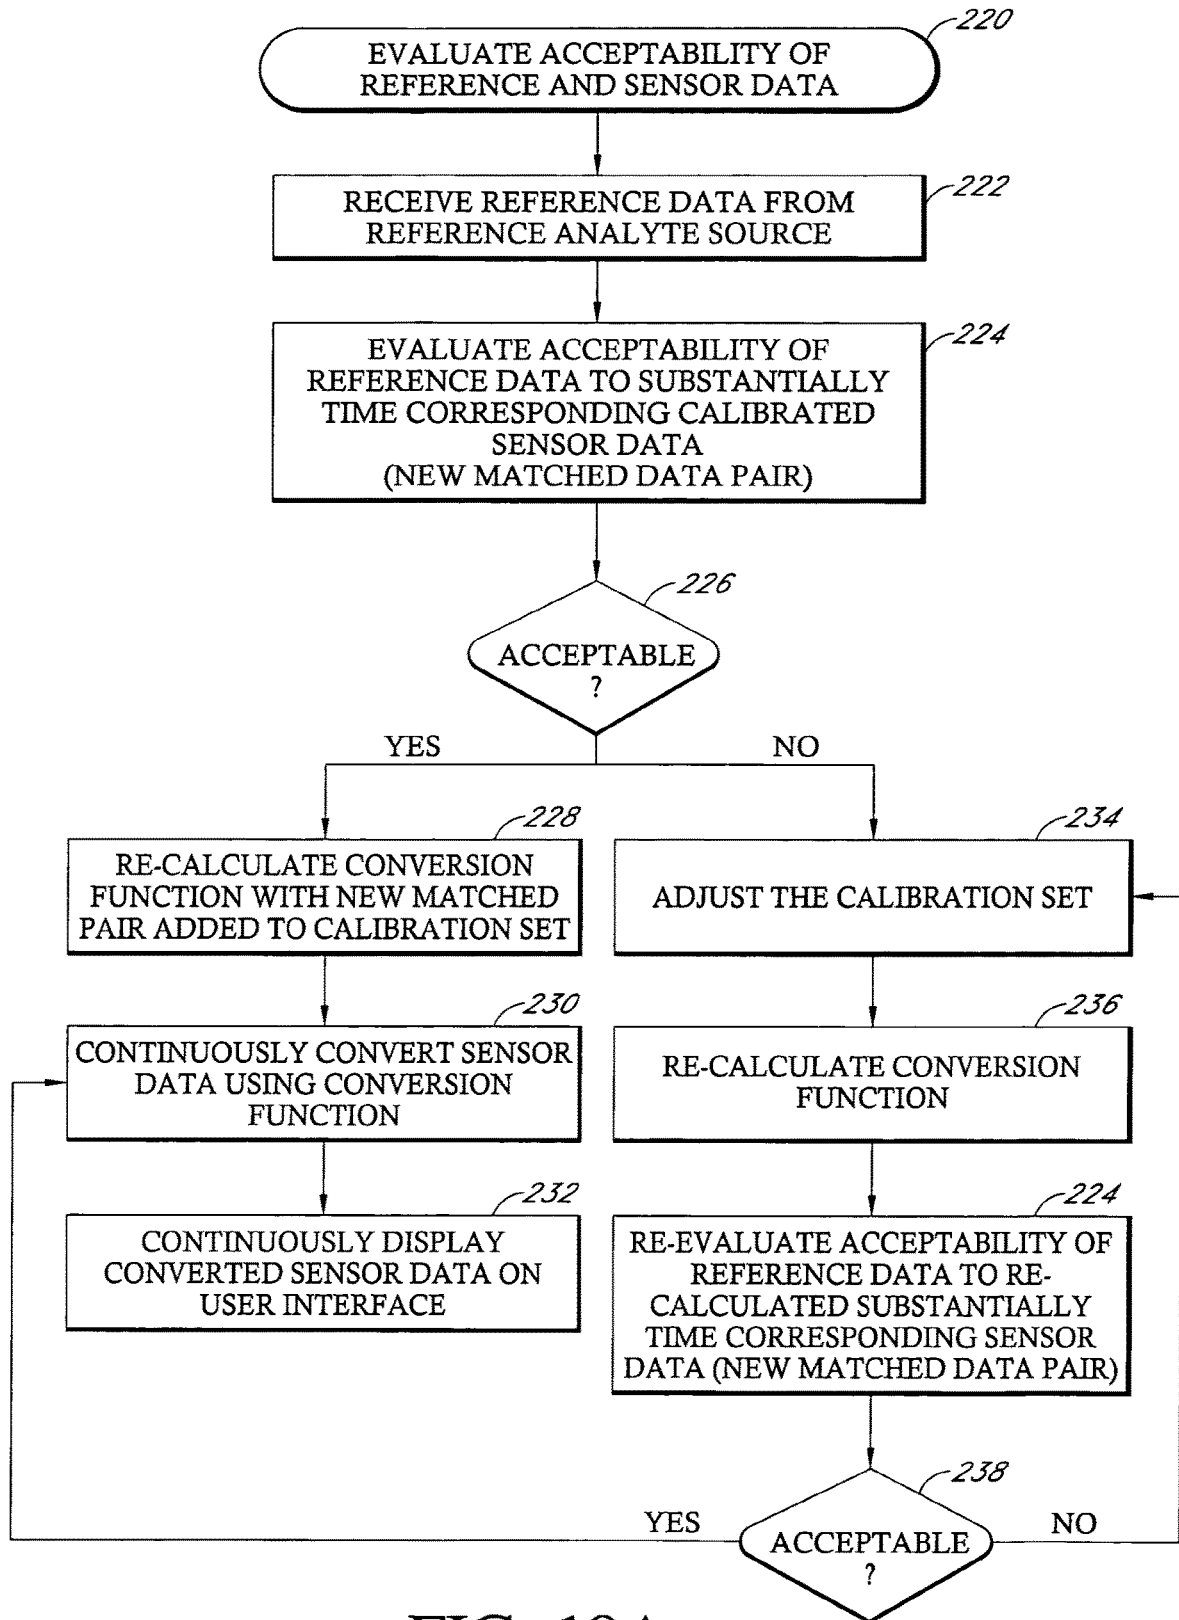 220
EVALUATE ACCEPTABILITY OF
REFERENCE AND SENSOR DATA
222
RECEIVE REFERENCE DATA FROM
REFERENCE ANALYTE SOURCE
224
EVALUATE ACCEPTABILITY OF
REFERENCE DATA TO SUBSTANTIALLY
TIME CORRESPONDING CALIBRATED
SENSOR DATA
(NEW MATCHED DATA PAIR)
226
ACCEPTABLE
?
YES
NO
228
RE-CALCULATE CONVERSION
FUNCTION WITH NEW MATCHED
PAIR ADDED TO CALIBRATION SET
230
CONTINUOUSLY CONVERT SENSOR
DATA USING CONVERSION
FUNCTION
232
CONTINUOUSLY DISPLAY
CONVERTED SENSOR DATA ON
USER INTERFACE
234
ADJUST THE CALIBRATION SET
236
RE-CALCULATE CONVERSION
FUNCTION
224
RE-EVALUATE ACCEPTABILITY OF
REFERENCE DATA TO RE-
CALCULATED SUBSTANTIALLY
TIME CORRESPONDING SENSOR
DATA (NEW MATCHED DATA PAIR)
238
YES
ACCEPTABLE
?
NO